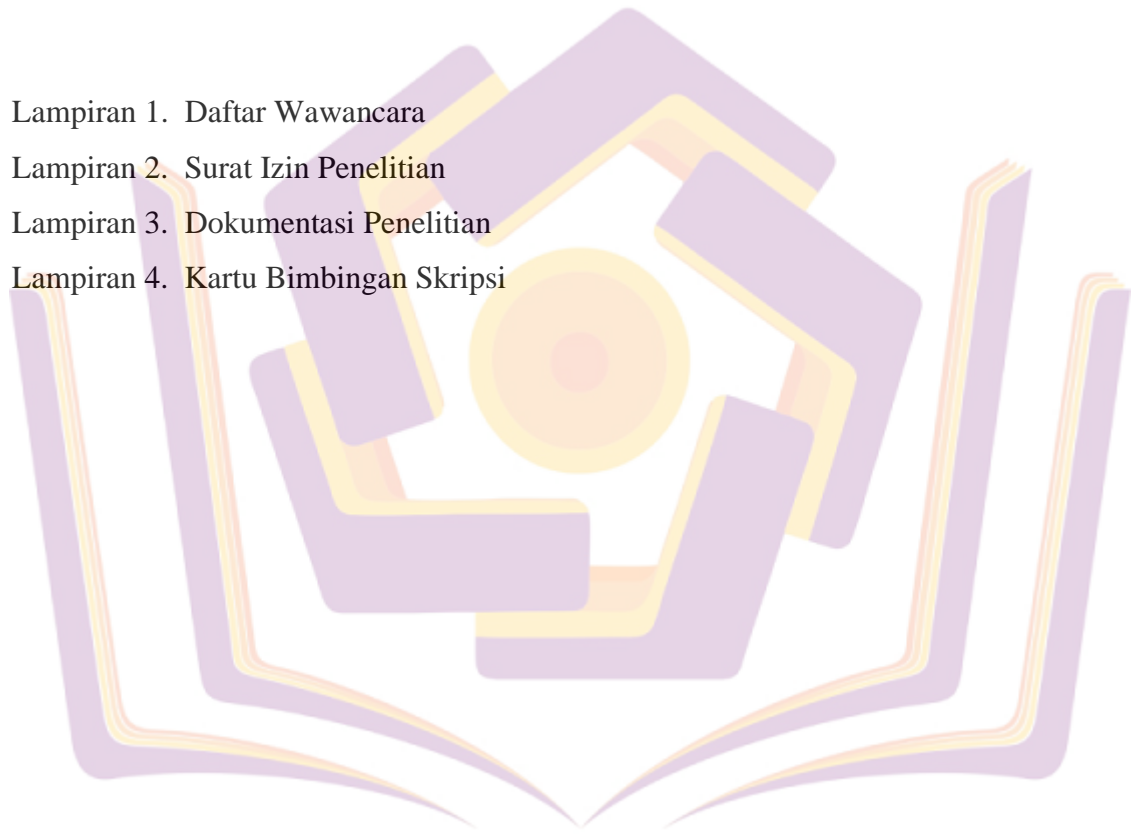 Lampiran 1. Daftar Wawancara
Lampiran 2. Surat Izin Penelitian
Lampiran 3. Dokumentasi Penelitian
Lampiran 4. Kartu Bimbingan Skripsi